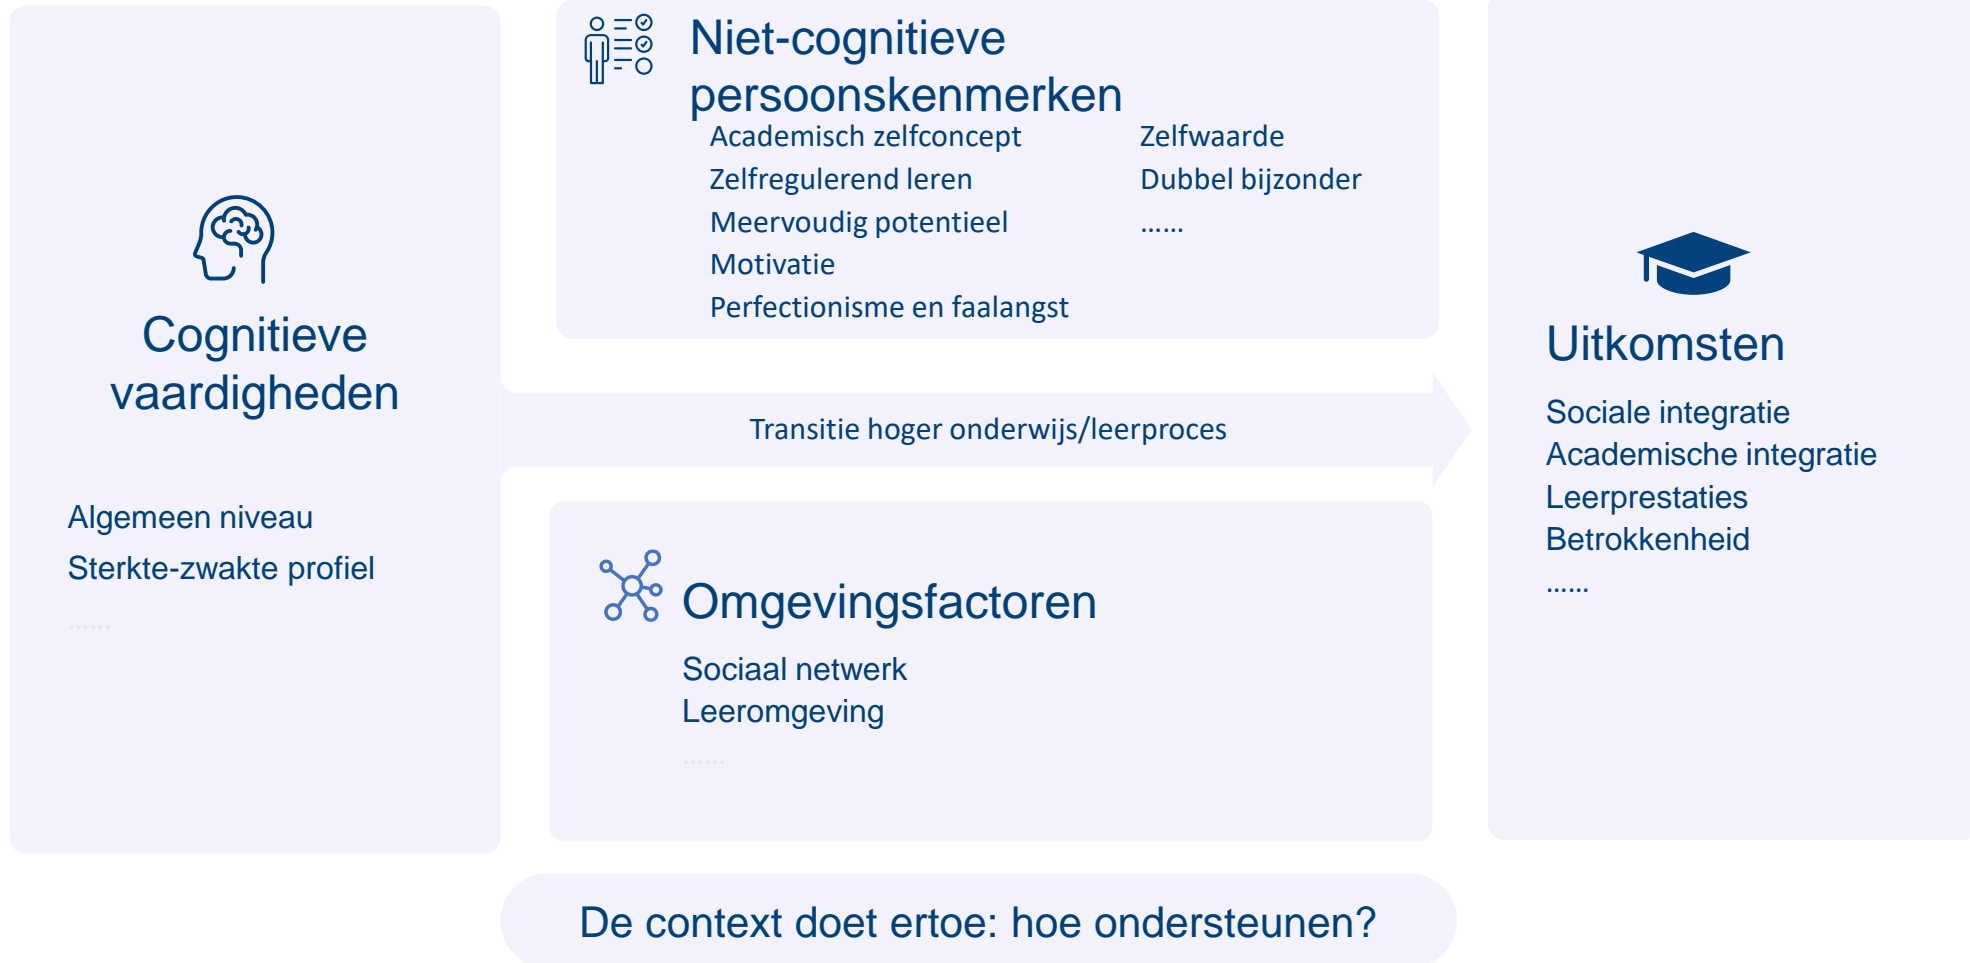 Cognitieve
vaardigheden
Algemeen niveau
Sterkte-zwakte profiel
......
Niet-cognitieve
persoonskenmerken
Academisch zelfconcept
Zelfregulerend leren
Meervoudig potentieel
Motivatie
Perfectionisme en faalangst
Zelfwaarde
Dubbel bijzonder
......
Transitie hoger onderwijs/leerproces
Omgevingsfactoren
Sociaal netwerk
Leeromgeving
......
Uitkomsten
Sociale integratie
Academische integratie
Leerprestaties
Betrokkenheid
......
De context doet ertoe: hoe ondersteunen?